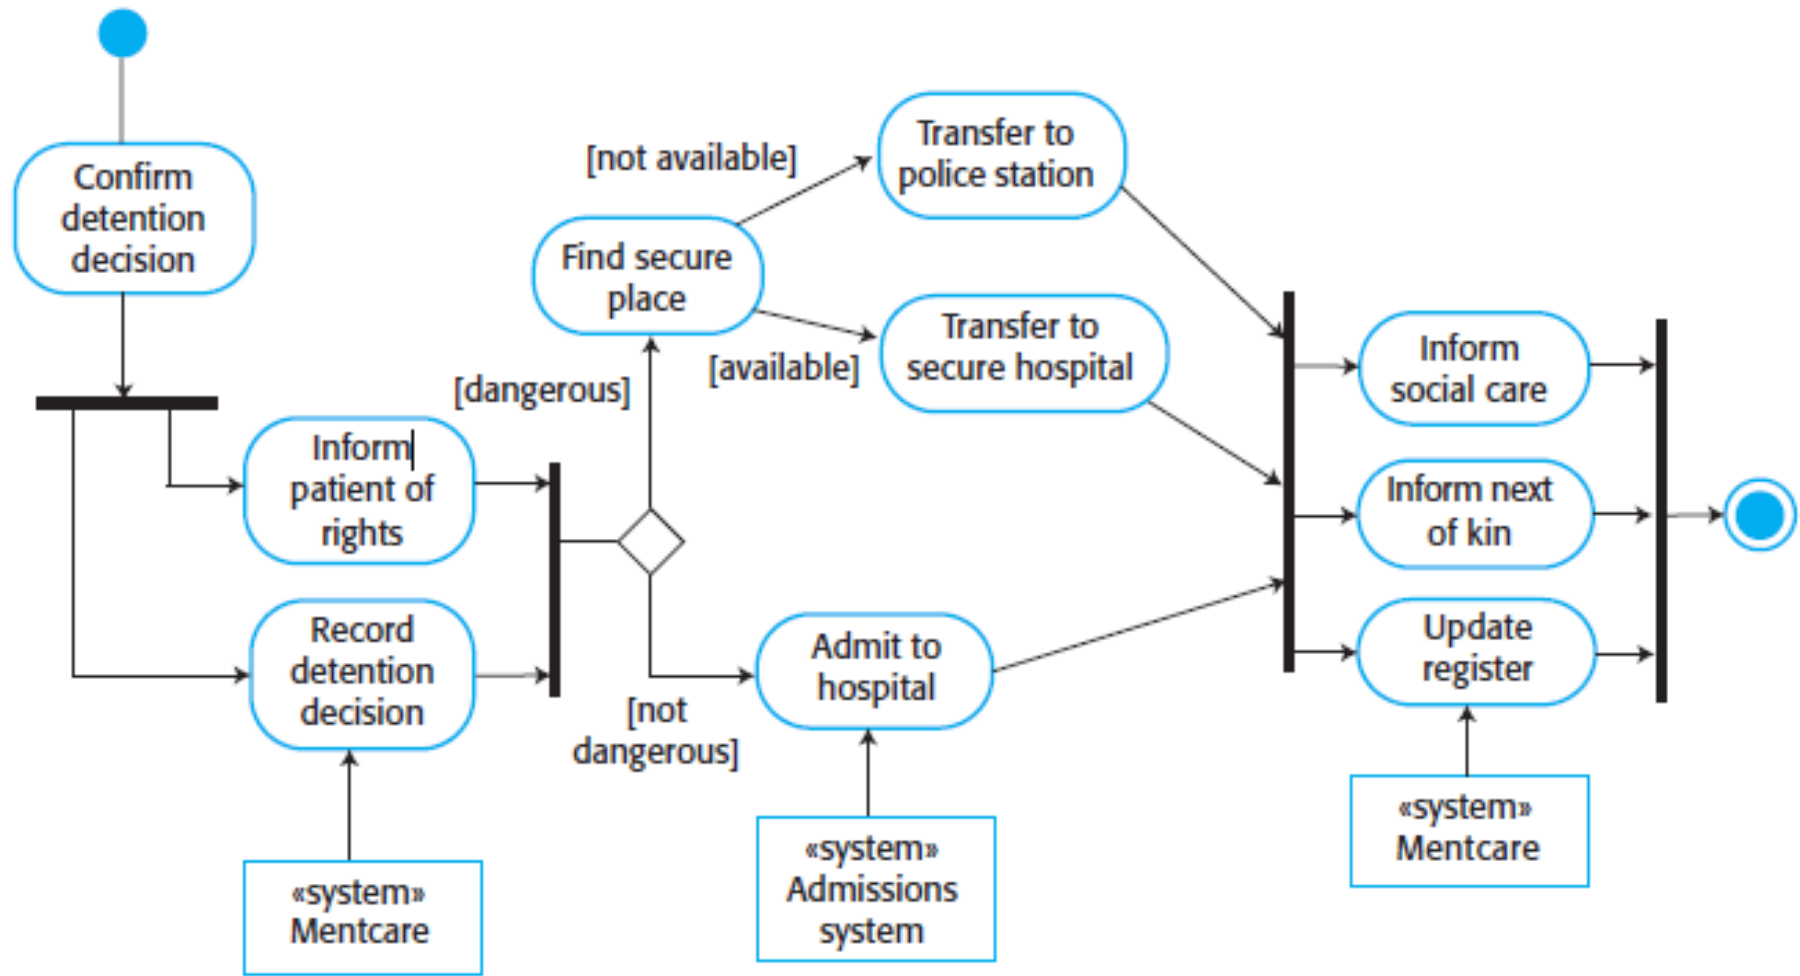 Confirm
detention
decision
Inform
patient of
rights
Record
detention
decision
«system»
Mentcare
[dangerous]
[not
dangerous]
Find secure
place
[not available]
[available]
Transfer to
police station
Transfer to
secure hospital
Admit to
hospital
«system»
Admissions
system
Inform
social care
Inform next
of kin
Update
register
«system»
Mentcare